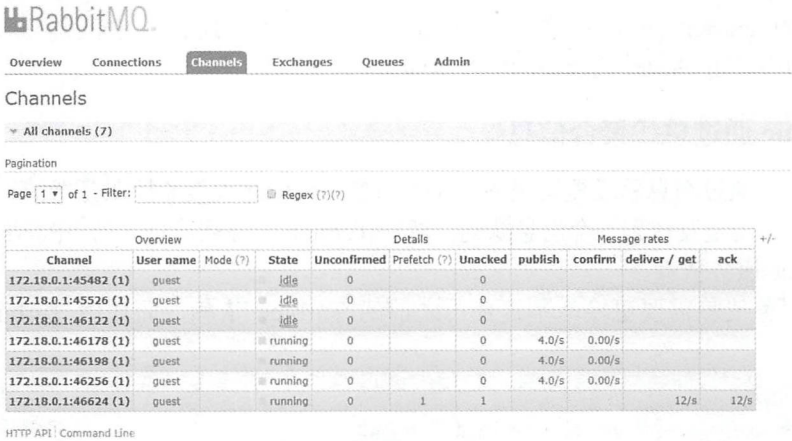 RabbitMQ.
Overview Connections Channels Exchanges Queues Admin
Channels
All channels (7)
Pagination
Page 1 of 1 - Filter: Regex (?)(?)
Overview Details Message rates +/-
Channel User name Mode (?) State Unconfirmed Prefetch (?) Unacked publish confirm deliver / get ack
172.18.0.1:45482 (1) guest idle 0 0
172.18.0.1:45526 (1) guest idle 0 0
172.18.0.1:46122 (1) guest idle 0 0
172.18.0.1:46178 (1) guest running 0 0 4.0/s 0.00/s
172.18.0.1:46198 (1) guest running 0 0 4.0/s 0.00/s
172.18.0.1:46256 (1) guest running 0 0 4.0/s 0.00/s
172.18.0.1:46624 (1) guest running 0 1 1 12/s 12/s
HTTP API Command Line